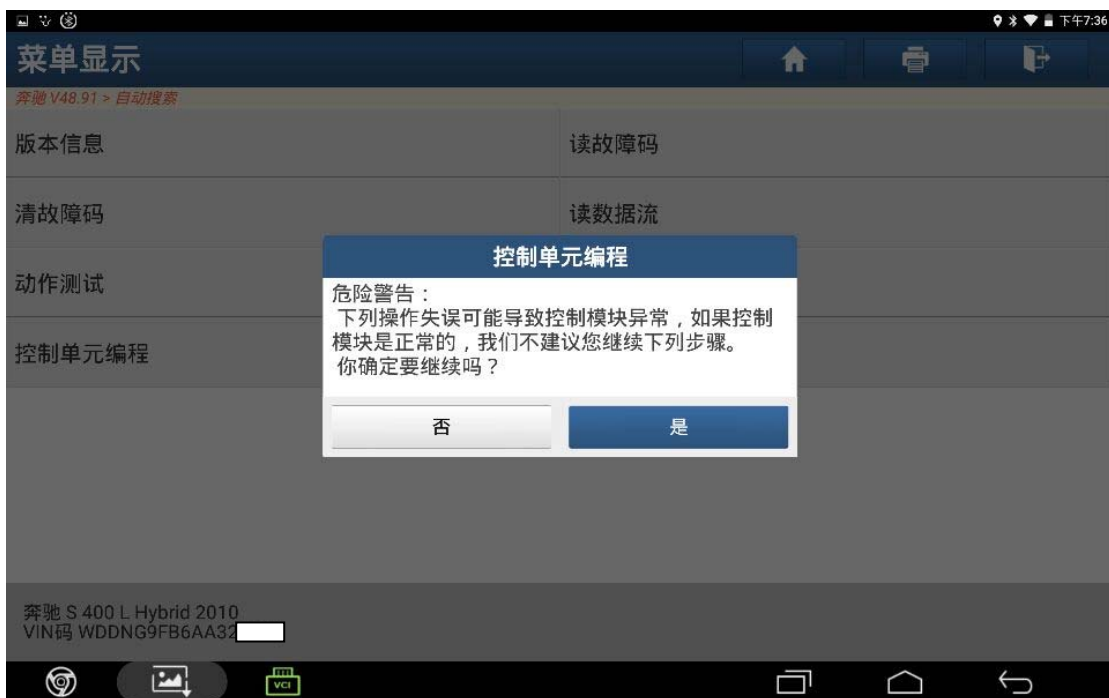 下午7:36
菜单显示
奔驰 V48.91 > 自动搜索
版本信息
读故障码
清故障码
读数据流
动作测试
控制单元编程
控制单元编程
危险警告：
下列操作失误可能导致控制模块异常，如果控制
模块是正常的，我们不建议您继续下列步骤。
你确定要继续吗？
否
是
奔驰 S 400 L Hybrid 2010
VIN码 WDDNG9FB6AA32
VCI